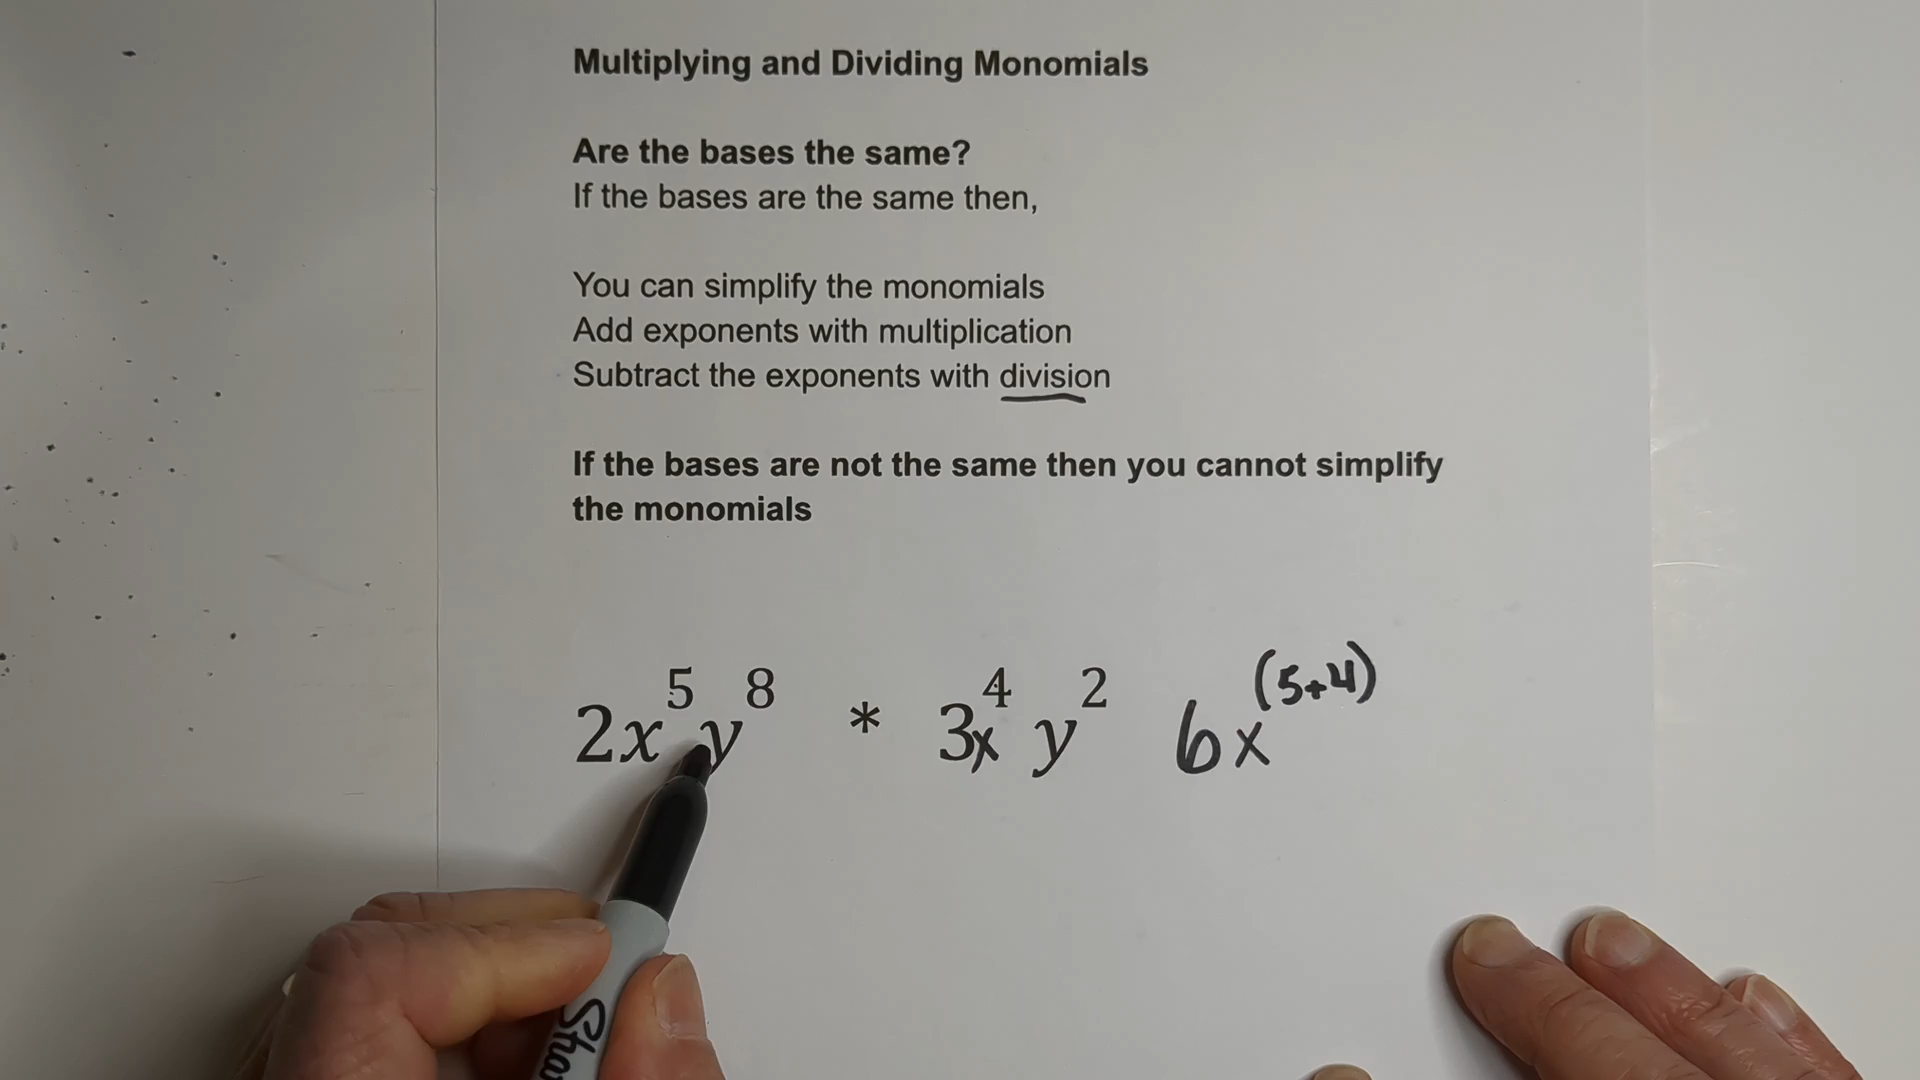 Multiplying and Dividing Monomials
Are the bases the same?
If the bases are the same then,
You can simplify the monomials
Add exponents with multiplication
Subtract the exponents with division
If the bases are not the same then you cannot simplify
the monomials
2x⁵y⁸ * 3x⁴y² 6x⁽⁵⁺⁴⁾